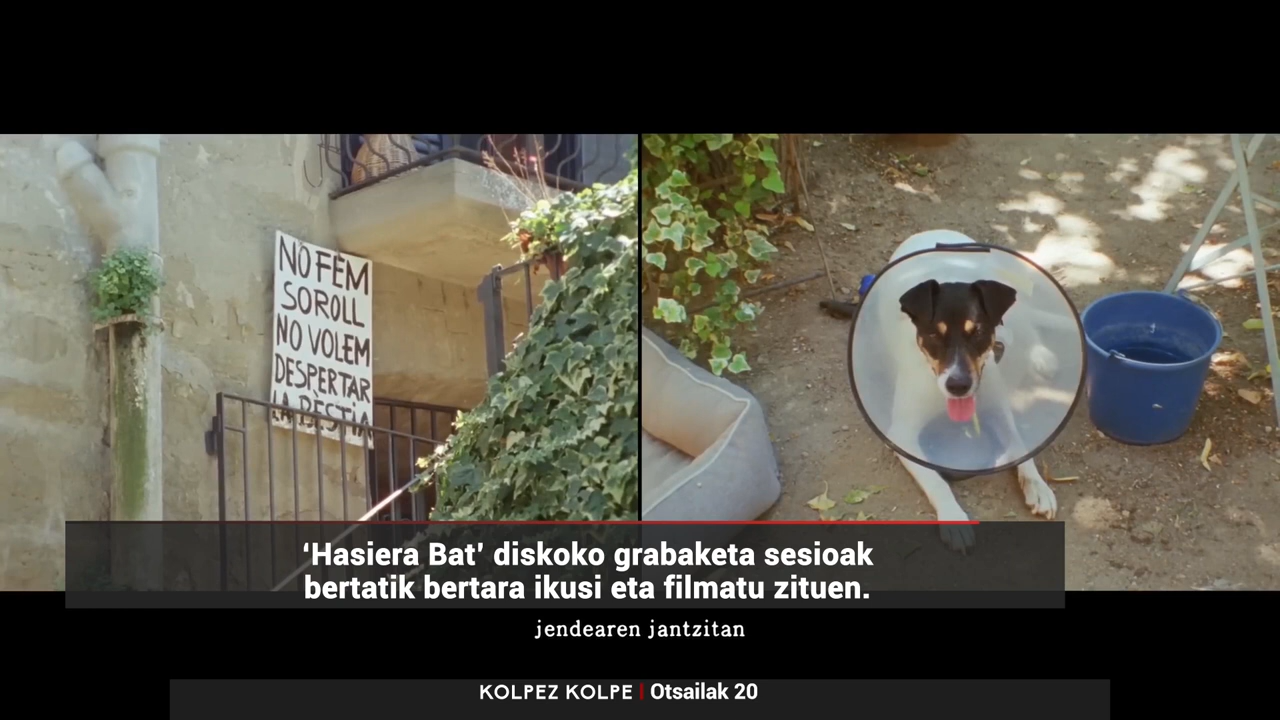 NO FEM
SOROLL
NO VOLEM
DESPERTAR
LA BÈSTIA
‘Hasiera Bat’ diskoko grabaketa sesioak
bertatik bertara ikusi eta filmatu zituen.
jendearen jantzitan
KOLPEZ KOLPE | Otsailak 20